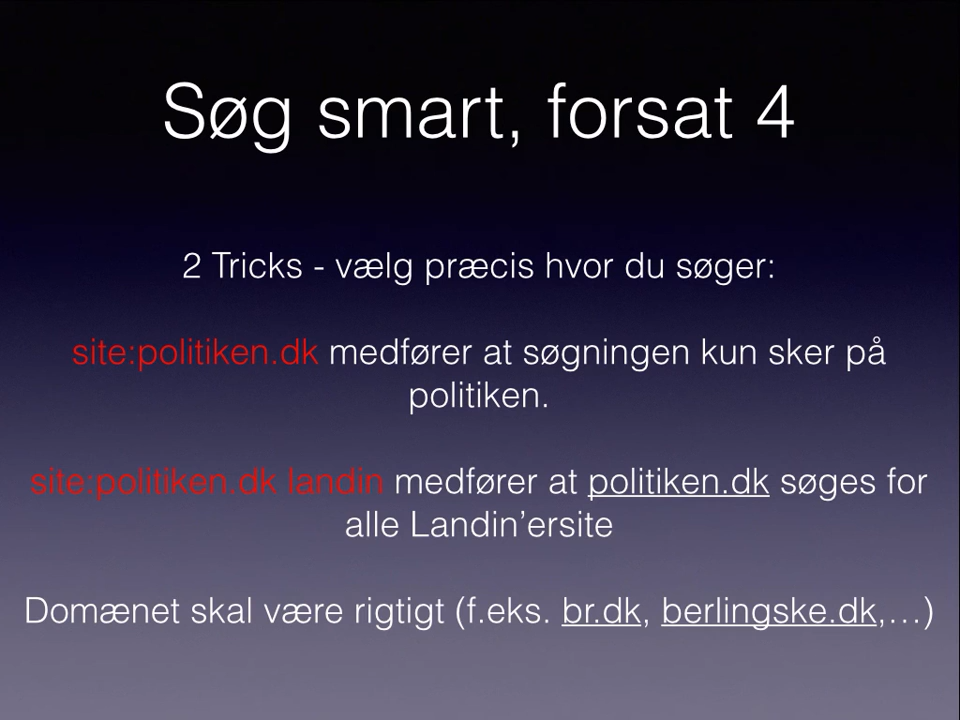 Søg smart, forsat 4
2 Tricks - vælg præcis hvor du søger:
site:politiken.dk medfører at søgningen kun sker på
politiken.
site:politiken.dk landin medfører at politiken.dk søges for
alle Landin’ersite
Domænet skal være rigtigt (f.eks. br.dk, berlingske.dk,…)